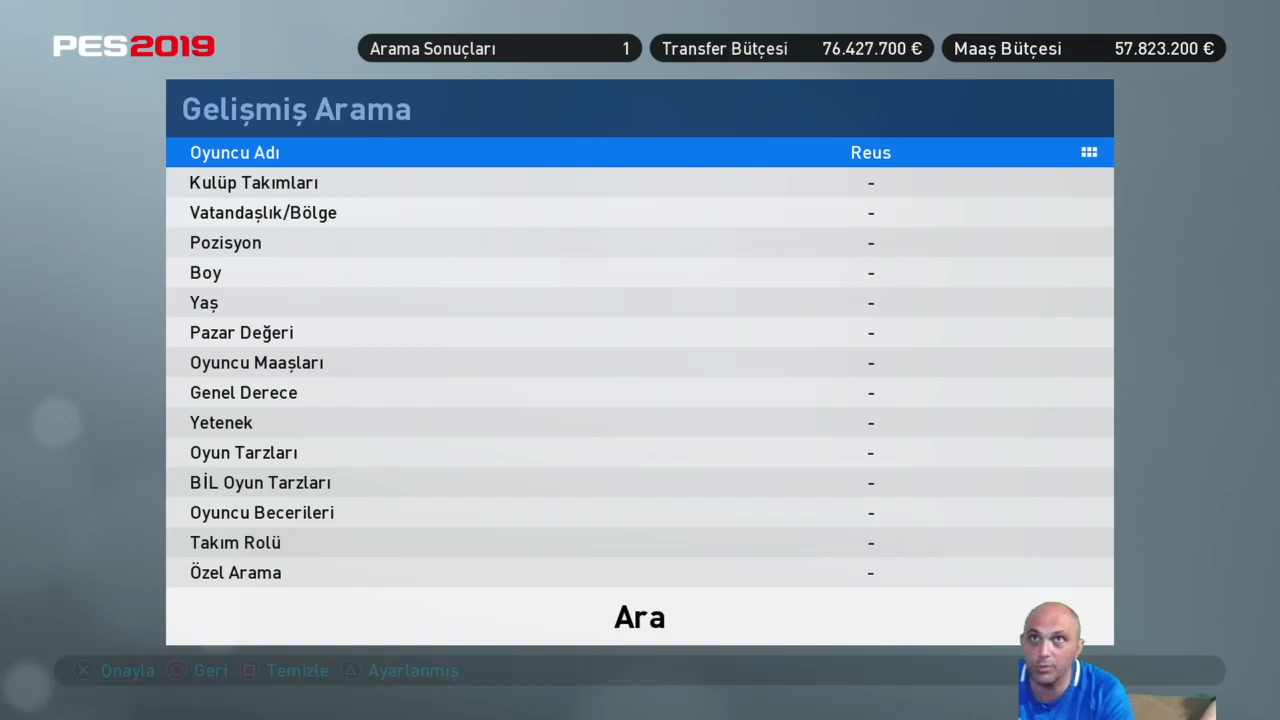 PES2019
Arama Sonuçları 1
Transfer Bütçesi 76.427.700 €
Maaş Bütçesi 57.823.200 €
Gelişmiş Arama
Oyuncu Adı Reus
Kulüp Takımları -
Vatandaşlık/Bölge -
Pozisyon -
Boy -
Yaş -
Pazar Değeri -
Oyuncu Maaşları -
Genel Derece -
Yetenek -
Oyun Tarzları -
BİL Oyun Tarzları -
Oyuncu Becerileri -
Takım Rolü -
Özel Arama -
Ara
Onayla Geri Temizle Ayarlanmış